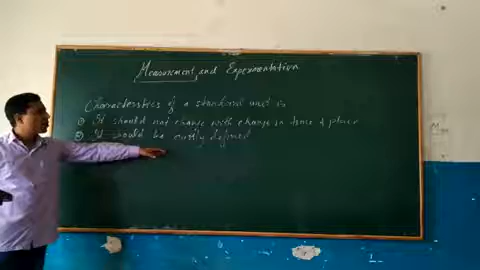 Measurement and Experimentation
Characteristics of a standard unit is
① It should not change with change in time & place
② It should be easily defined